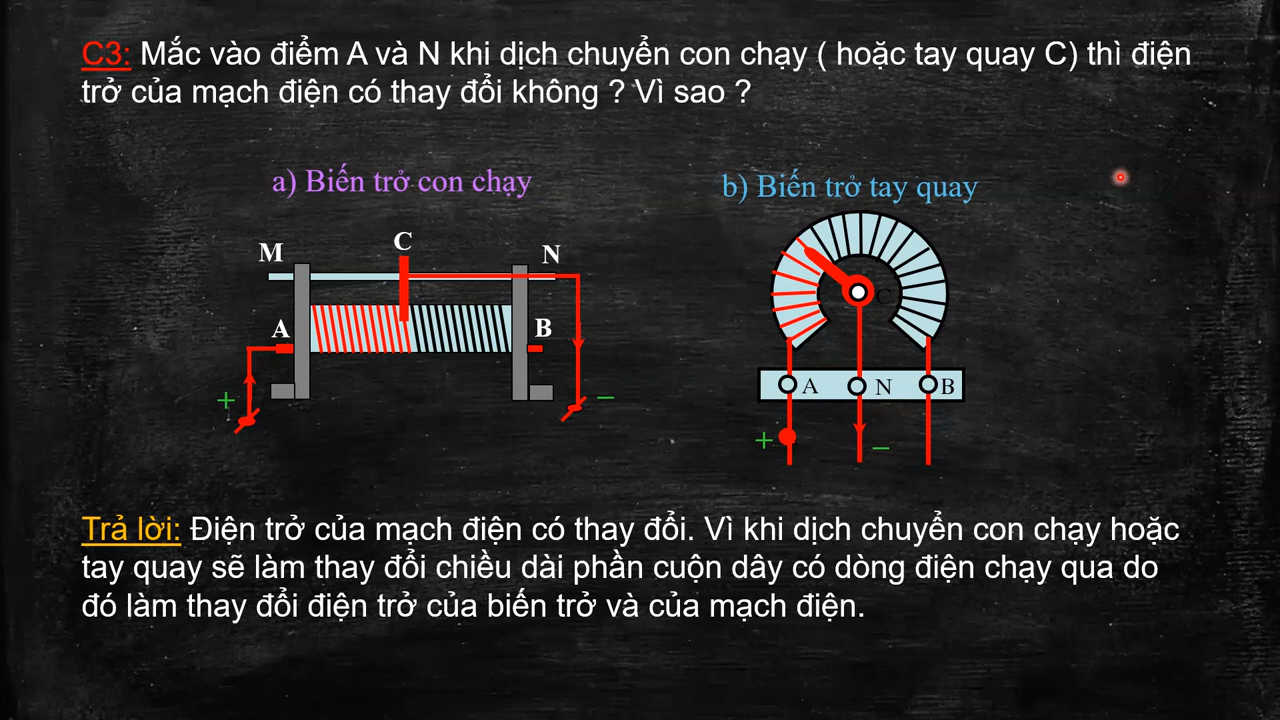 C3: Mắc vào điểm A và N khi dịch chuyển con chạy ( hoặc tay quay C) thì điện
trở của mạch điện có thay đổi không ? Vì sao ?
a) Biến trở con chạy
b) Biến trở tay quay
M
C
N
A
B
+
−
C
A
N
B
+
−
Trả lời: Điện trở của mạch điện có thay đổi. Vì khi dịch chuyển con chạy hoặc
tay quay sẽ làm thay đổi chiều dài phần cuộn dây có dòng điện chạy qua do
đó làm thay đổi điện trở của biến trở và của mạch điện.